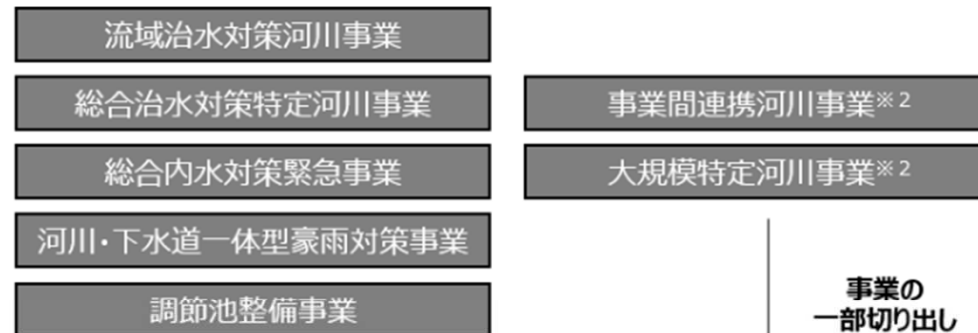 流域治水対策河川事業
総合治水対策特定河川事業
総合内水対策緊急事業
河川・下水道一体型豪雨対策事業
調節池整備事業
事業間連携河川事業※2
大規模特定河川事業※2
事業の
一部切り出し